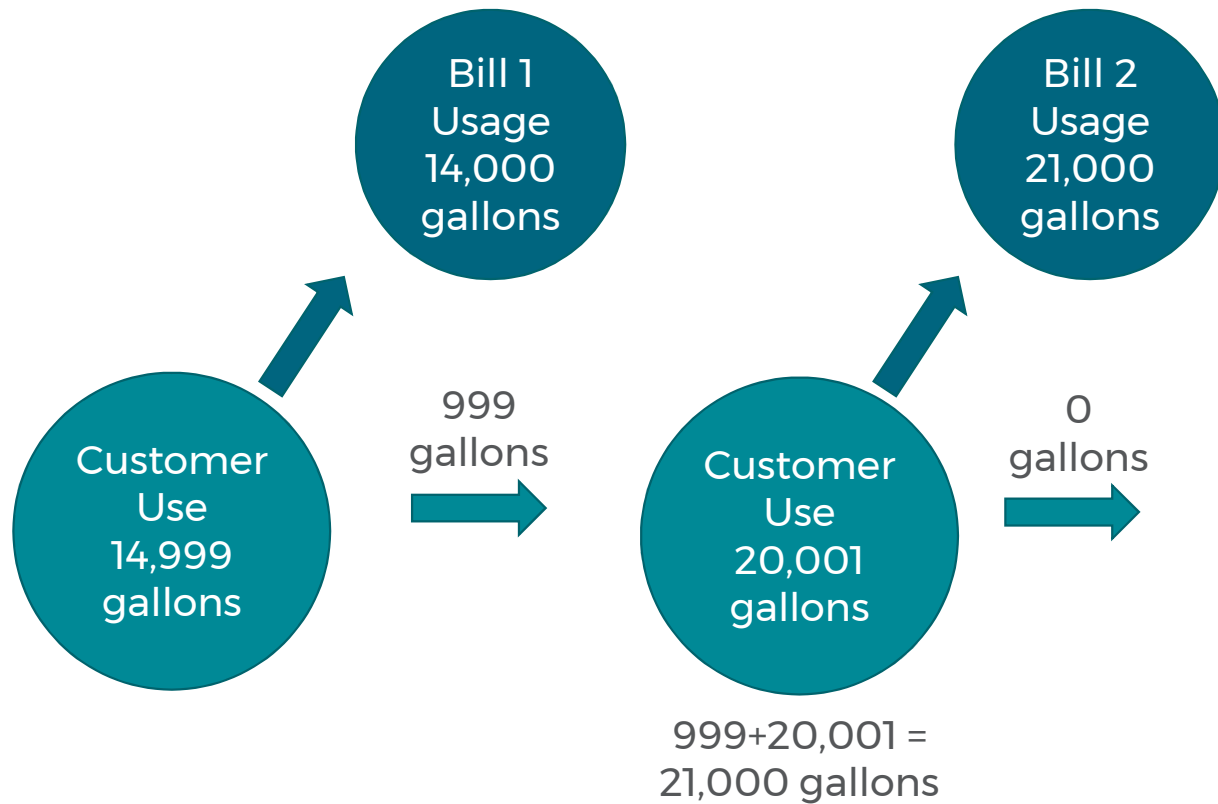 Bill 1
Usage
14,000
gallons
Bill 2
Usage
21,000
gallons
Customer
Use
14,999
gallons
999
gallons
Customer
Use
20,001
gallons
0
gallons
999+20,001 =
21,000 gallons